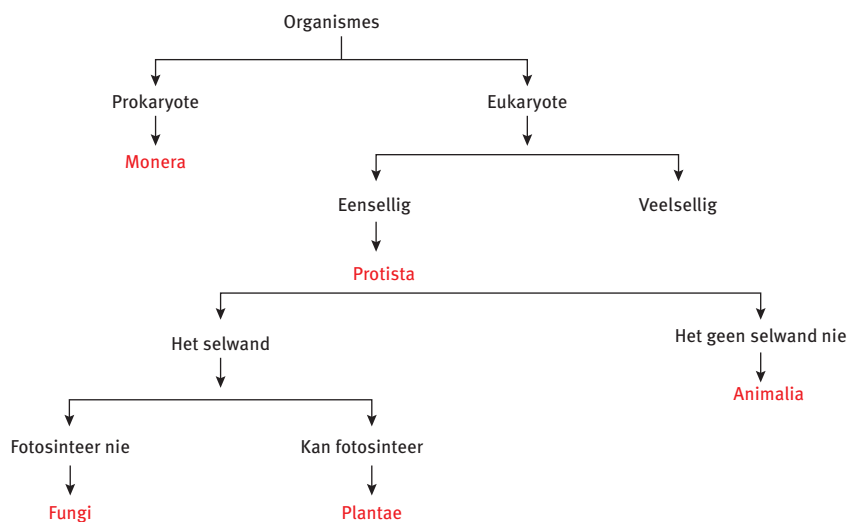 Organismes
Prokaryote
Eukaryote
Monera
Eensellig
Veelsellig
Protista
Het selwand
Het geen selwand nie
Animalia
Fotosinteer nie
Kan fotosinteer
Fungi
Plantae